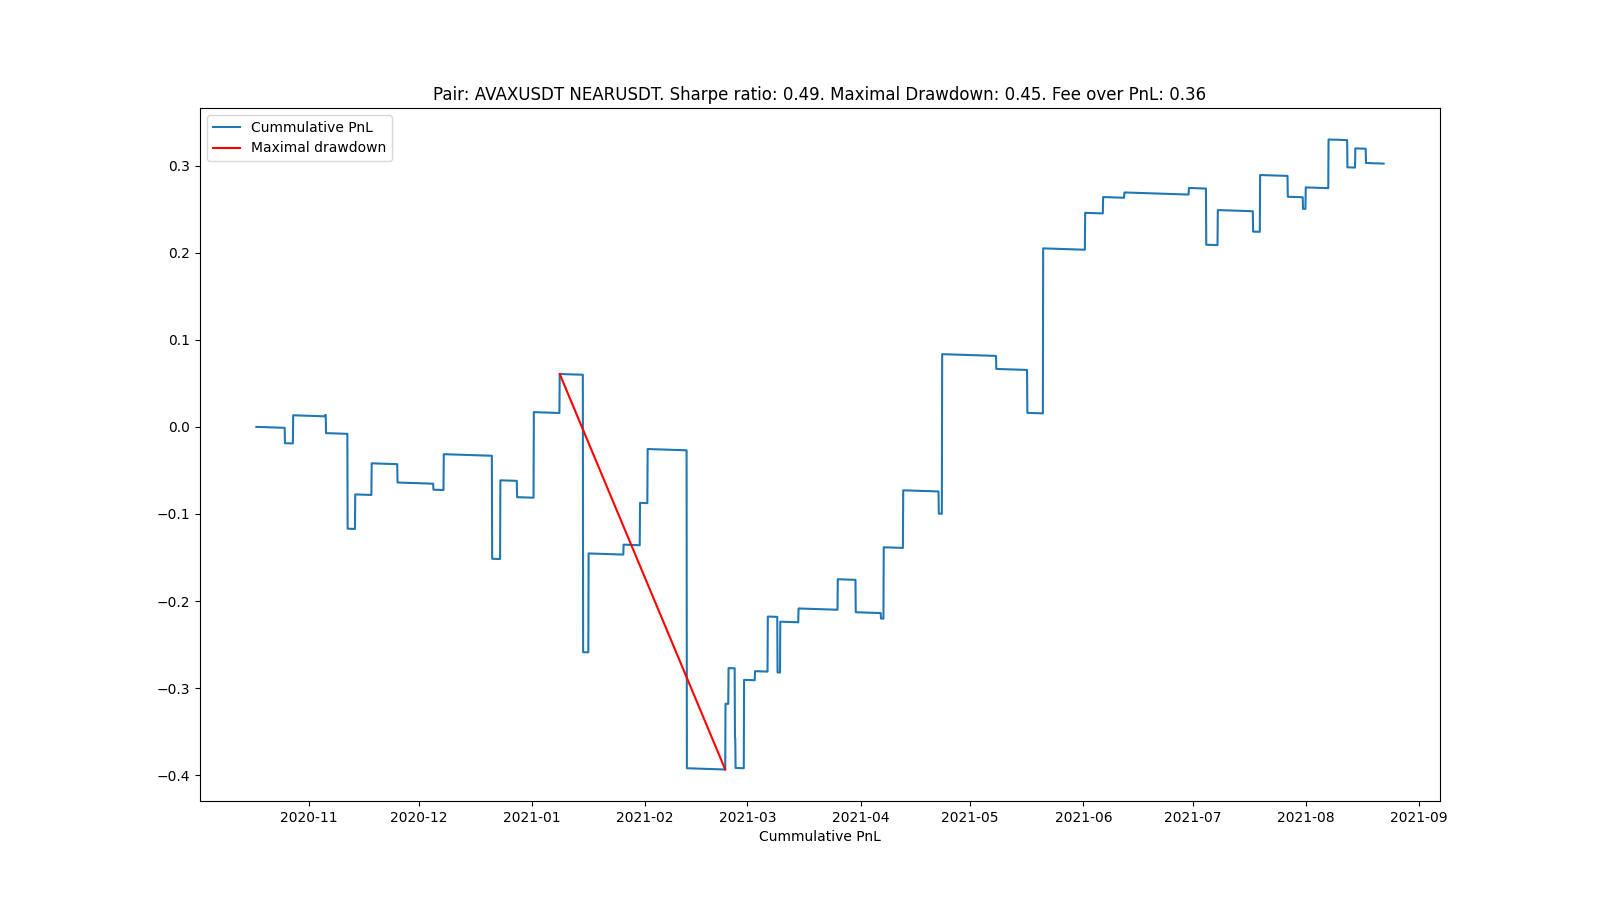 Pair: AVAXUSDT NEARUSDT. Sharpe ratio: 0.49. Maximal Drawdown: 0.45. Fee over PnL: 0.36
Cummulative PnL
Maximal drawdown
0.3
0.2
0.1
0.0
−0.1
−0.2
−0.3
−0.4
2020-11 2020-12 2021-01 2021-02 2021-03 2021-04 2021-05 2021-06 2021-07 2021-08 2021-09
Cummulative PnL